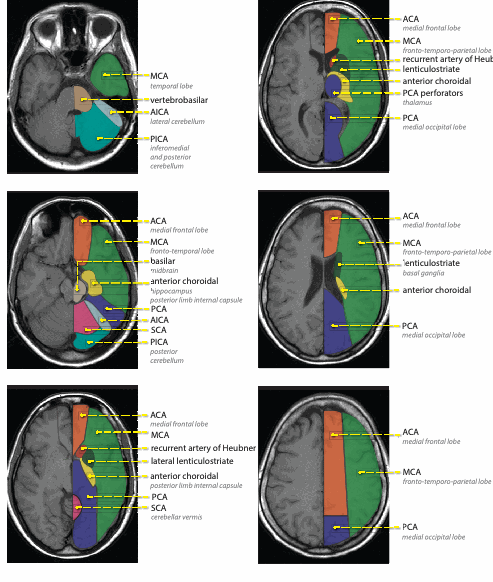 MCA
temporal lobe
vertebrobasilar
AICA
lateral cerebellum
PICA
inferomedial
and posterior
cerebellum
ACA
medial frontal lobe
MCA
fronto-temporal lobe
basilar
midbrain
anterior choroidal
hippocampus
posterior limb internal capsule
PCA
AICA
SCA
PICA
posterior
cerebellum
ACA
medial frontal lobe
MCA
recurrent artery of Heubner
lateral lenticulostriate
anterior choroidal
posterior limb internal capsule
PCA
SCA
cerebellar vermis
ACA
medial frontal lobe
MCA
fronto-temporo-parietal lobe
recurrent artery of Heub
lenticulostriate
anterior choroidal
PCA perforators
thalamus
PCA
medial occipital lobe
ACA
medial frontal lobe
MCA
fronto-temporo-parietal lobe
lenticulostriate
basal ganglia
anterior choroidal
PCA
medial occipital lobe
ACA
medial frontal lobe
MCA
fronto-temporo-parietal lobe
PCA
medial occipital lobe